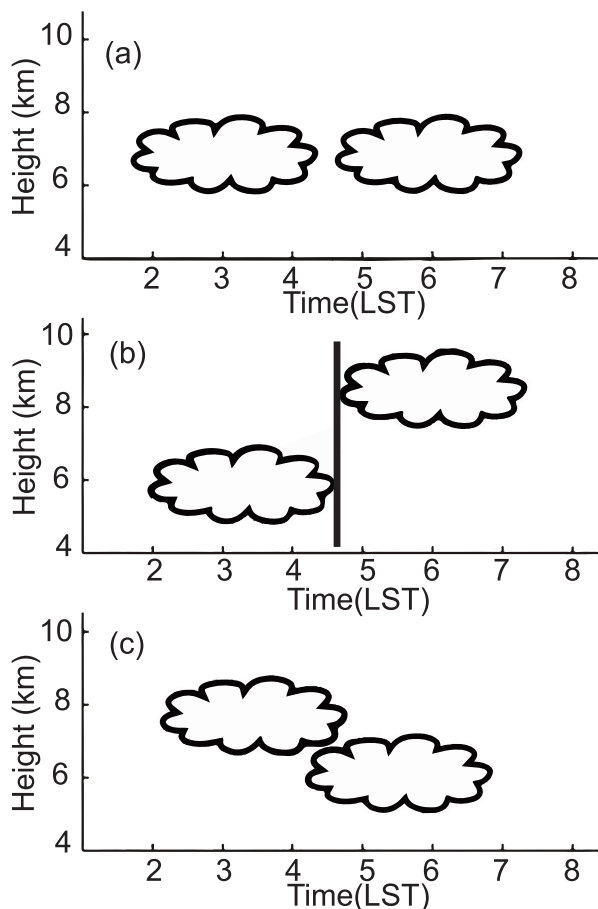 (a)
Height (km)
10
8
6
4
2 3 4 5 6 7 8
Time(LST)
(b)
Height (km)
10
8
6
4
2 3 4 5 6 7 8
Time(LST)
(c)
Height (km)
10
8
6
4
2 3 4 5 6 7 8
Time(LST)